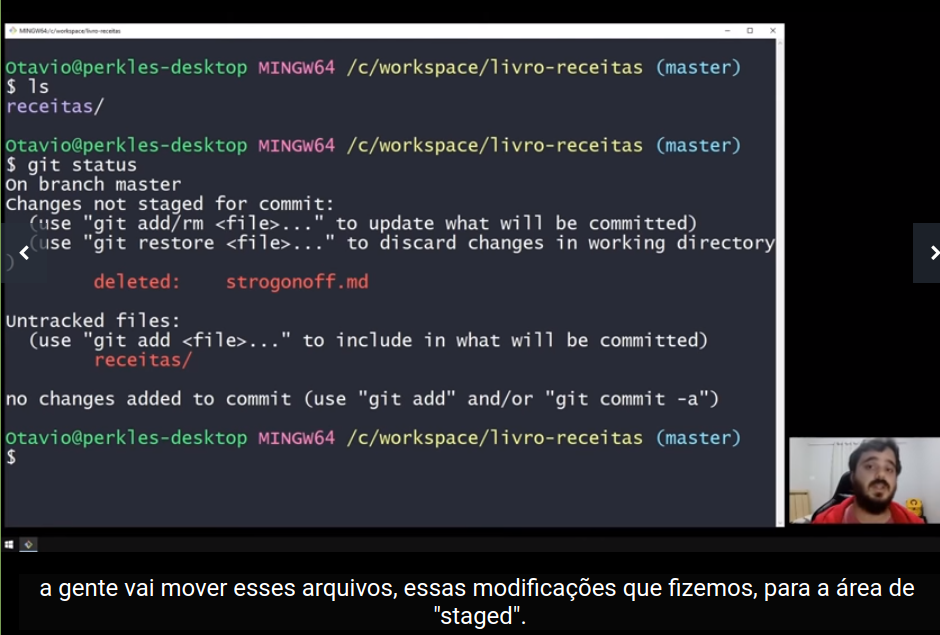 MINGW64:/c/workspace/livro-receitas
Otavio@perkles-desktop MINGW64 /c/workspace/livro-receitas (master)
$ ls
receitas/
Otavio@perkles-desktop MINGW64 /c/workspace/livro-receitas (master)
$ git status
On branch master
Changes not staged for commit:
(use "git add/rm <file>..." to update what will be committed)
(use "git restore <file>..." to discard changes in working directory
)
deleted: strogonoff.md
Untracked files:
(use "git add <file>..." to include in what will be committed)
receitas/
no changes added to commit (use "git add" and/or "git commit -a")
Otavio@perkles-desktop MINGW64 /c/workspace/livro-receitas (master)
$
a gente vai mover esses arquivos, essas modificações que fizemos, para a área de
"staged".